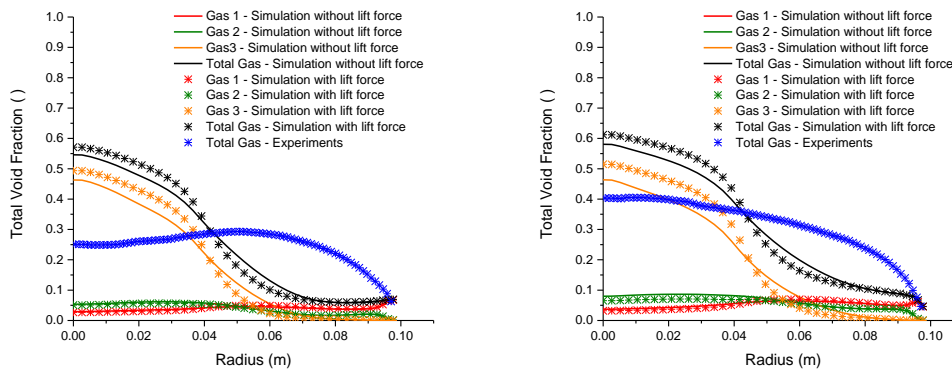 1.0
0.9
0.8
0.7
0.6
0.5
0.4
0.3
0.2
0.1
0.0
Total Void Fraction ( )
Gas 1 - Simulation without lift force
Gas 2 - Simulation without lift force
Gas3 - Simulation without lift force
Total Gas - Simulation without lift force
Gas 1 - Simulation with lift force
Gas 2 - Simulation with lift force
Gas 3 - Simulation with lift force
Total Gas - Simulation with lift force
Total Gas - Experiments
0.00 0.02 0.04 0.06 0.08 0.10
Radius (m)
1.0
0.9
0.8
0.7
0.6
0.5
0.4
0.3
0.2
0.1
0.0
Total Void Fraction ( )
Gas 1 - Simulation without lift force
Gas 2 - Simulation without lift force
Gas3 - Simulation without lift force
Total Gas - Simulation without lift force
Gas 1 - Simulation with lift force
Gas 2 - Simulation with lift force
Gas 3 - Simulation with lift force
Total Gas - Simulation with lift force
Total Gas - Experiments
0.00 0.02 0.04 0.06 0.08 0.10
Radius (m)